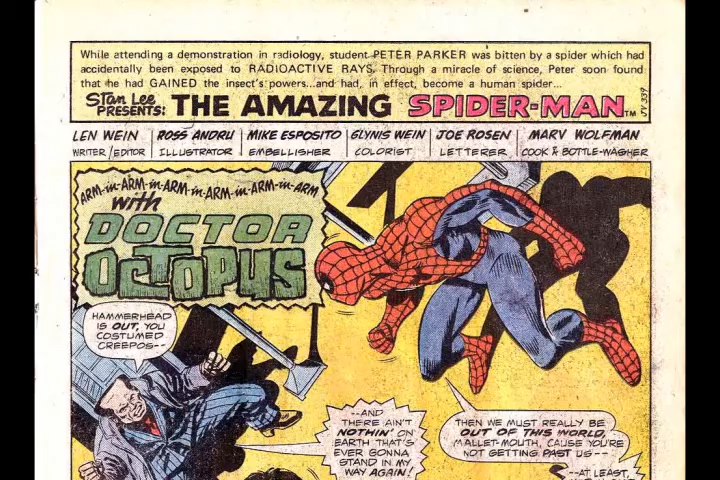 While attending a demonstration in radiology, student PETER PARKER was bitten by a spider which had
accidentally been exposed to RADIOACTIVE RAYS. Through a miracle of science, Peter soon found
that he had GAINED the insect's powers...and had, in effect, become a human spider...
Stan Lee
PRESENTS: THE AMAZING SPIDER-MAN™
LEN WEIN | ROSS ANDRU | MIKE ESPOSITO | GLYNIS WEIN | JOE ROSEN | MARV WOLFMAN
WRITER/EDITOR | ILLUSTRATOR | EMBELLISHER | COLORIST | LETTERER | COOK & BOTTLE-WASHER
ARM-in-ARM-in-ARM-in-ARM-in-ARM-in-ARM
with
DOCTOR
OCTOPUS
HAMMERHEAD
IS OUT, YOU
COSTUMED
CREEPOS--
--AND
THERE AIN'T
NOTHIN' ON
EARTH THAT'S
EVER GONNA
STAND IN MY
WAY AGAIN!
THEN WE MUST REALLY BE
OUT OF THIS WORLD,
MALLET-MOUTH, CAUSE YOU'RE
NOT GETTING PAST US--
--AT LEAST,